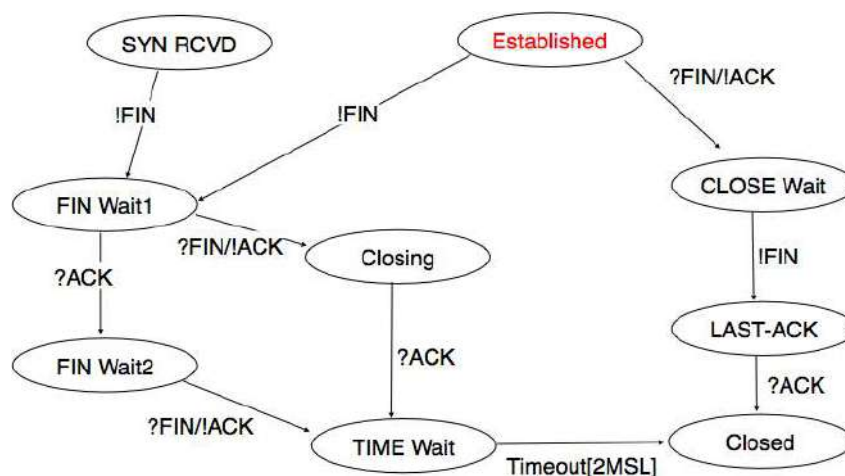 SYN RCVD
Established
?FIN/!ACK
!FIN
!FIN
CLOSE Wait
FIN Wait1
?FIN/!ACK
Closing
!FIN
?ACK
LAST-ACK
?ACK
FIN Wait2
?ACK
?FIN/!ACK
TIME Wait
Closed
Timeout[2MSL]